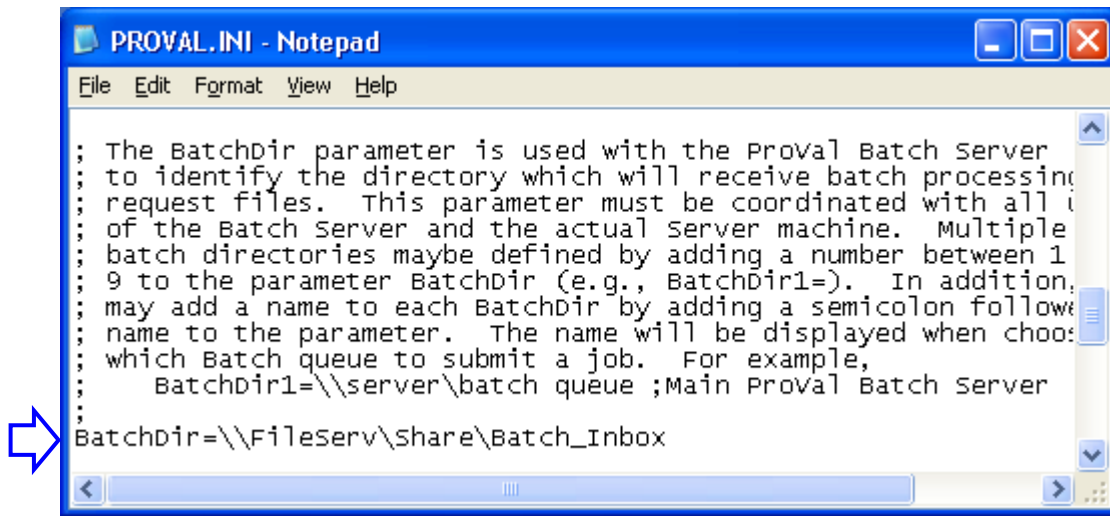 PROVAL.INI - Notepad
File Edit Format View Help
; The BatchDir parameter is used with the ProVal Batch Server
; to identify the directory which will receive batch processing
; request files.  This parameter must be coordinated with all
; of the Batch Server and the actual Server machine.  Multiple
; batch directories maybe defined by adding a number between 1
; 9 to the parameter BatchDir (e.g., BatchDir1=).  In addition,
; may add a name to each BatchDir by adding a semicolon
; name to the parameter.  The name will be displayed when
; which Batch queue to submit a job.  For example,
;    BatchDir1=\\server\batch queue ;Main ProVal Batch Server
;
BatchDir=\\FileServ\Share\Batch_Inbox